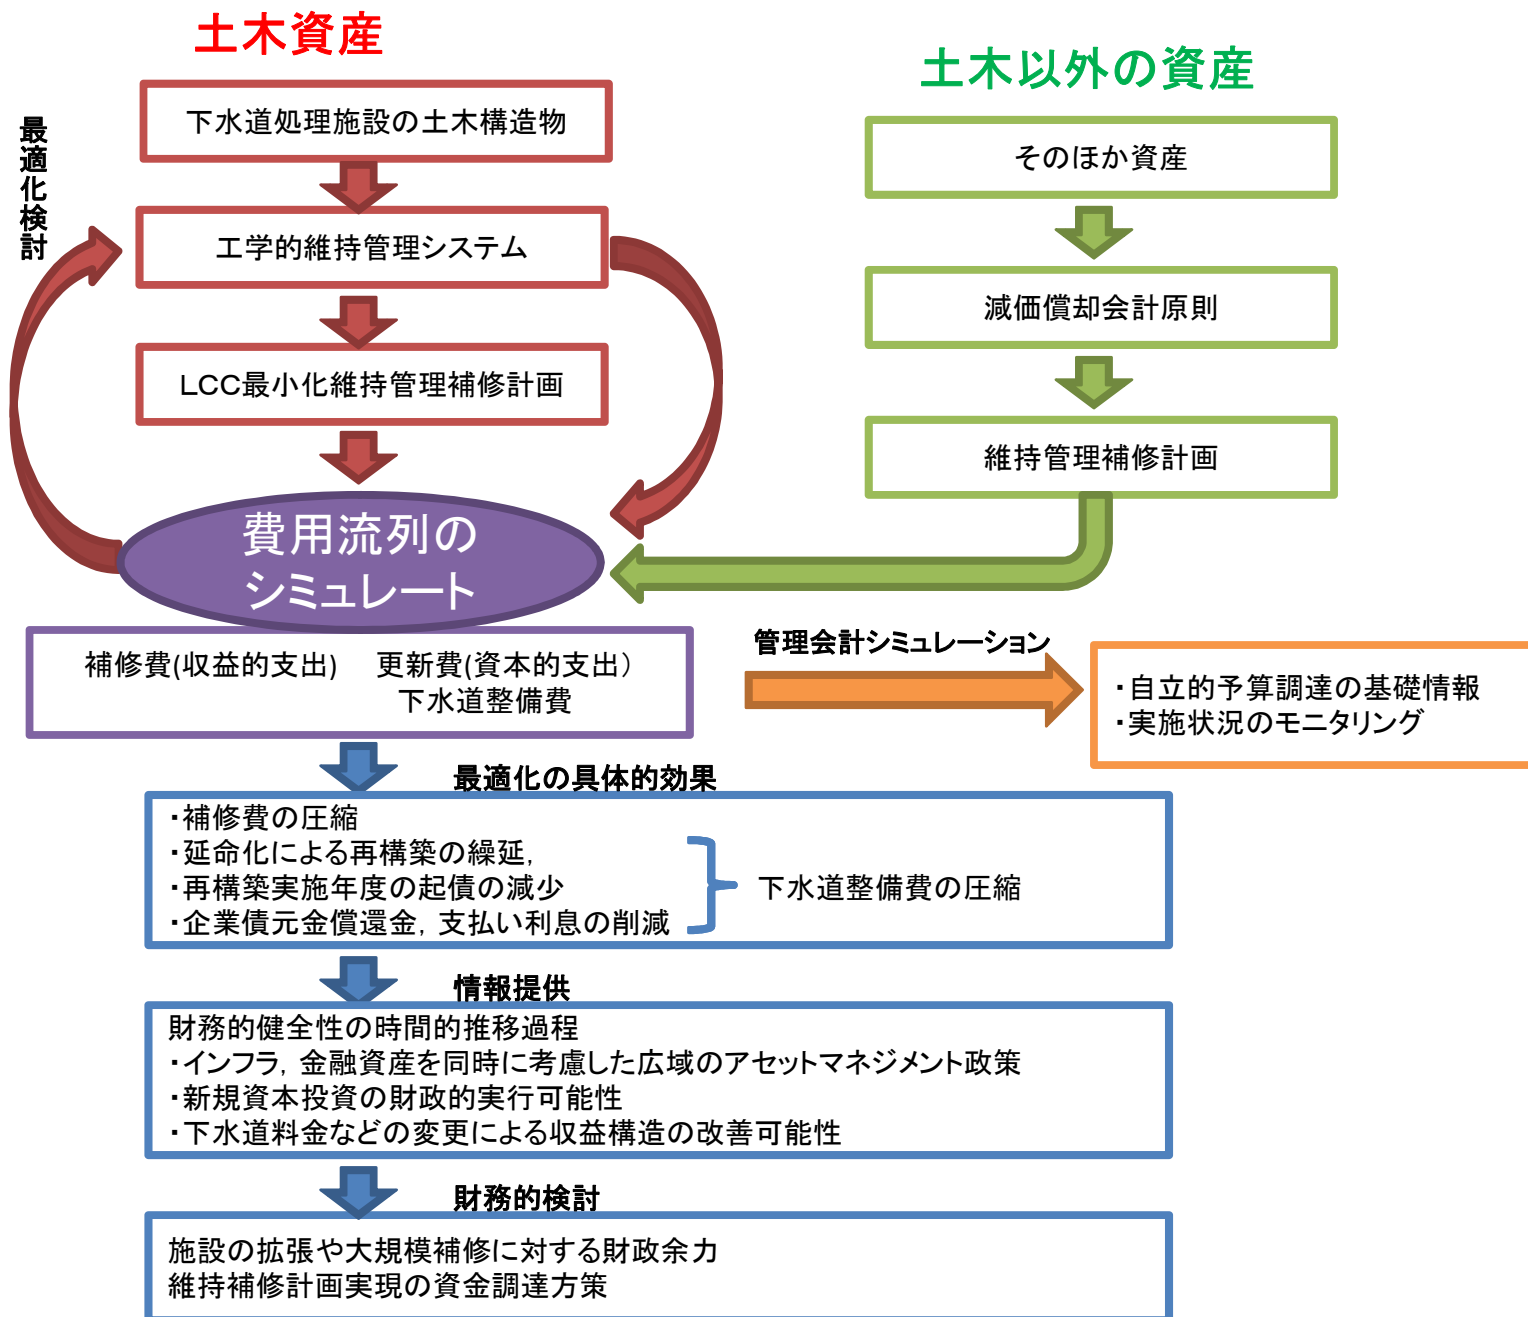 土木資産
土木以外の資産
最適化検討
下水道処理施設の土木構造物
工学的維持管理システム
LCC最小化維持管理補修計画
そのほか資産
減価償却会計原則
維持管理補修計画
費用流列の
シミュレート
補修費(収益的支出) 更新費(資本的支出)
下水道整備費
管理会計シミュレーション
・自立的予算調達の基礎情報
・実施状況のモニタリング
最適化の具体的効果
・補修費の圧縮
・延命化による再構築の繰延,
・再構築実施年度の起債の減少
・企業債元金償還金, 支払い利息の削減
下水道整備費の圧縮
情報提供
財務的健全性の時間的推移過程
・インフラ, 金融資産を同時に考慮した広域のアセットマネジメント政策
・新規資本投資の財政的実行可能性
・下水道料金などの変更による収益構造の改善可能性
財務的検討
施設の拡張や大規模補修に対する財政余力
維持補修計画実現の資金調達方策